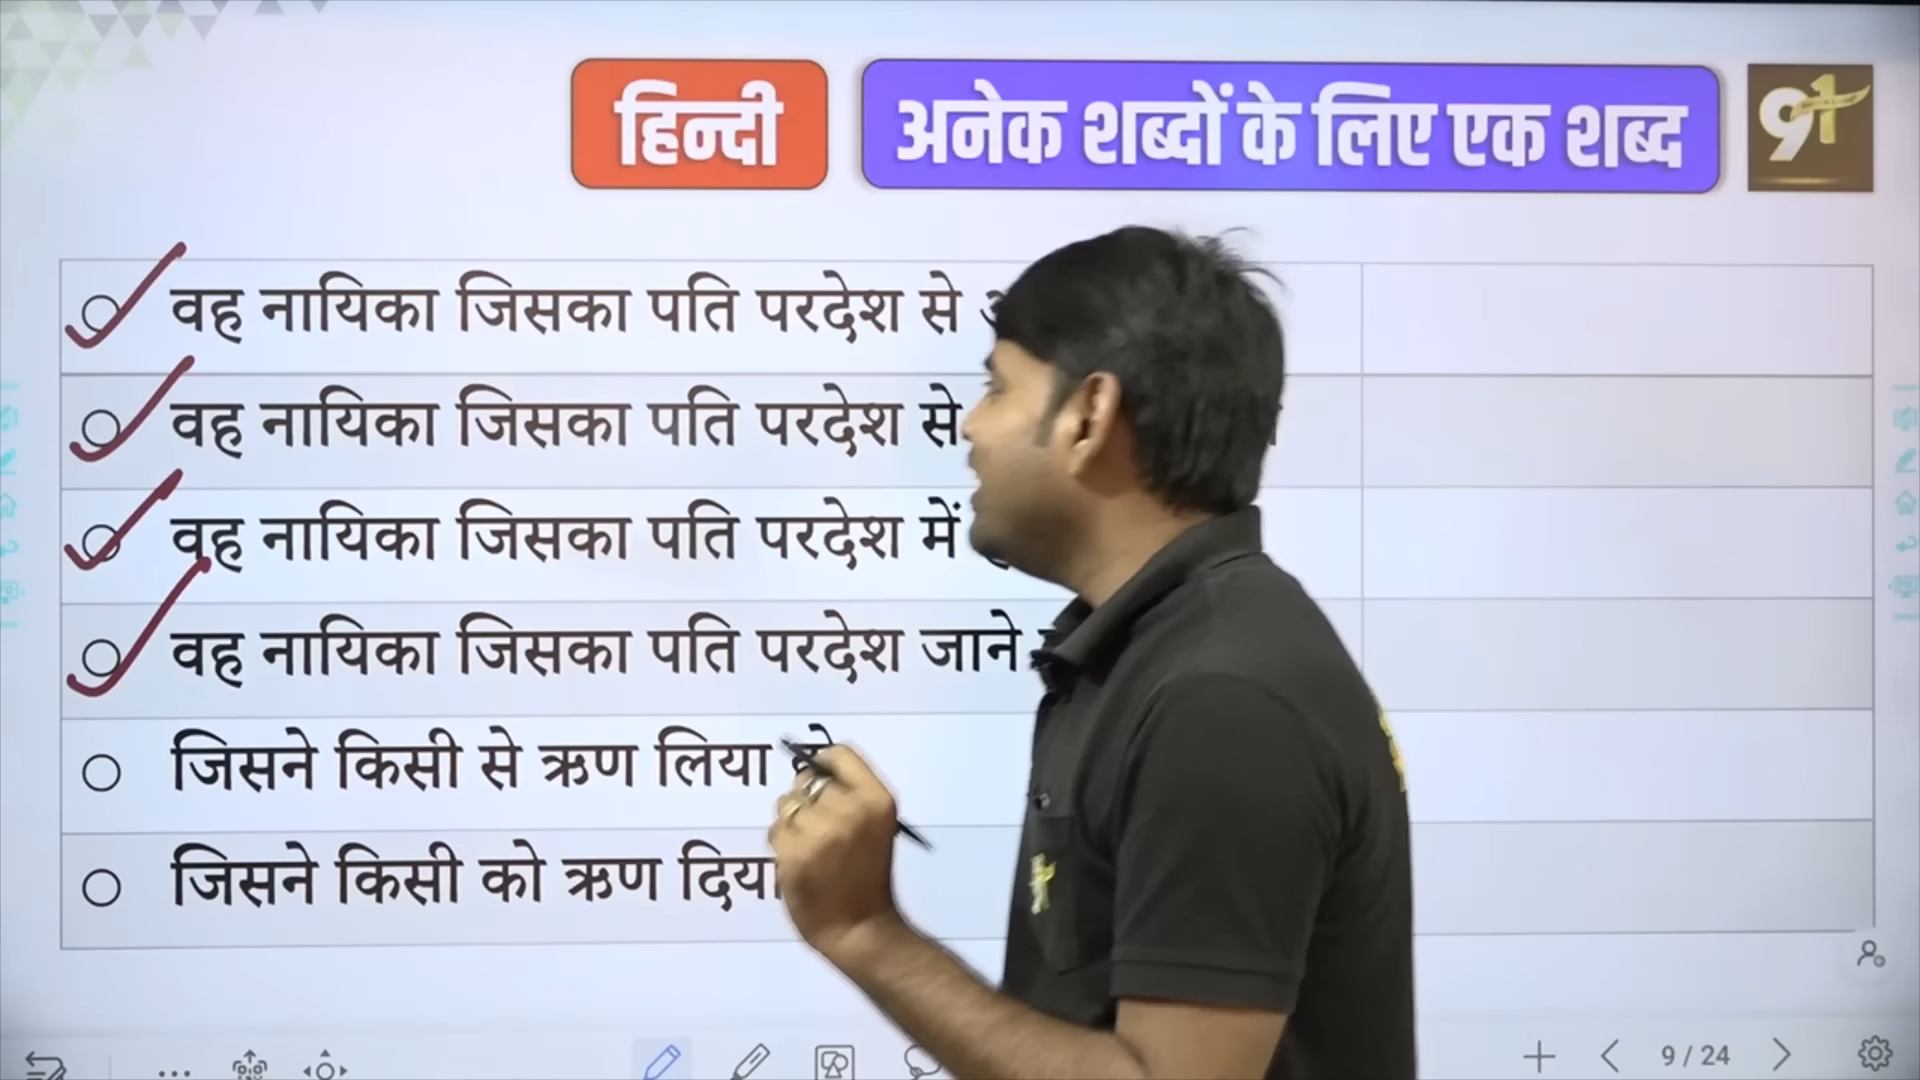 हिन्दी
अनेक शब्दों के लिए एक शब्द
91
वह नायिका जिसका पति परदेश से
वह नायिका जिसका पति परदेश से
वह नायिका जिसका पति परदेश में
वह नायिका जिसका पति परदेश जाने
जिसने किसी से ऋण लिया
जिसने किसी को ऋण दिया
9 / 24